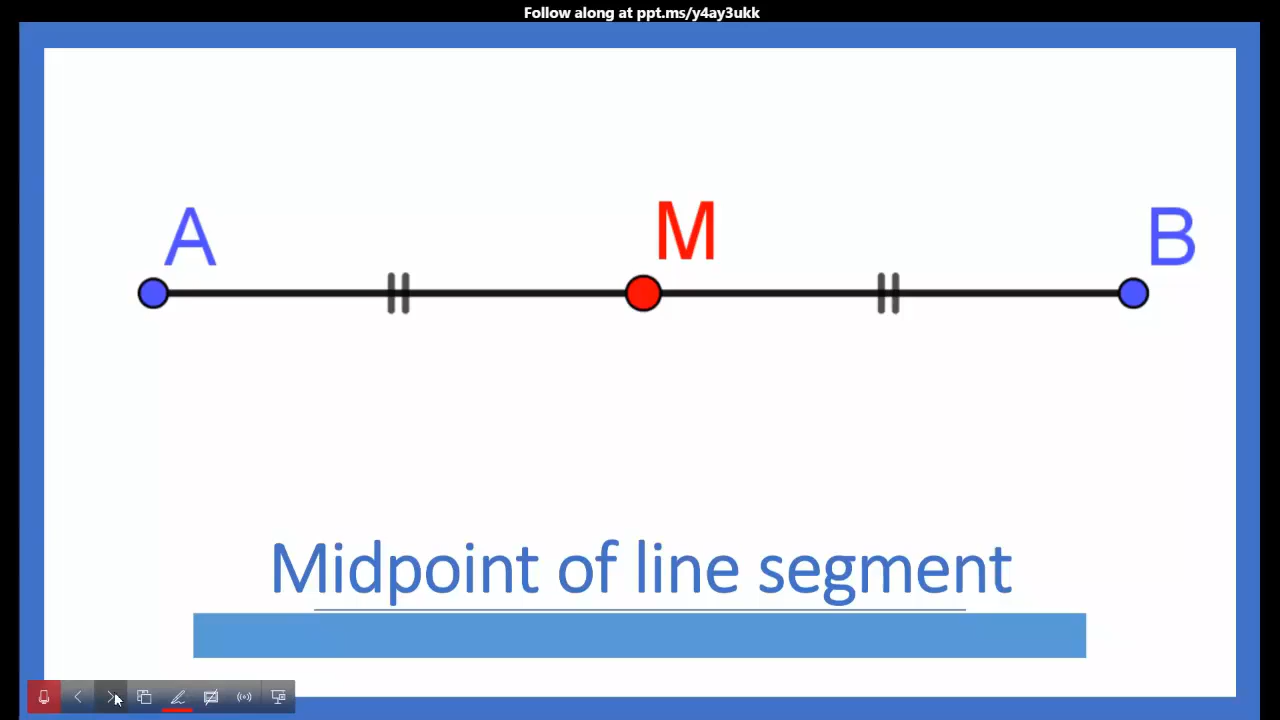 Follow along at ppt.ms/y4ay3ukk
A M B
Midpoint of line segment